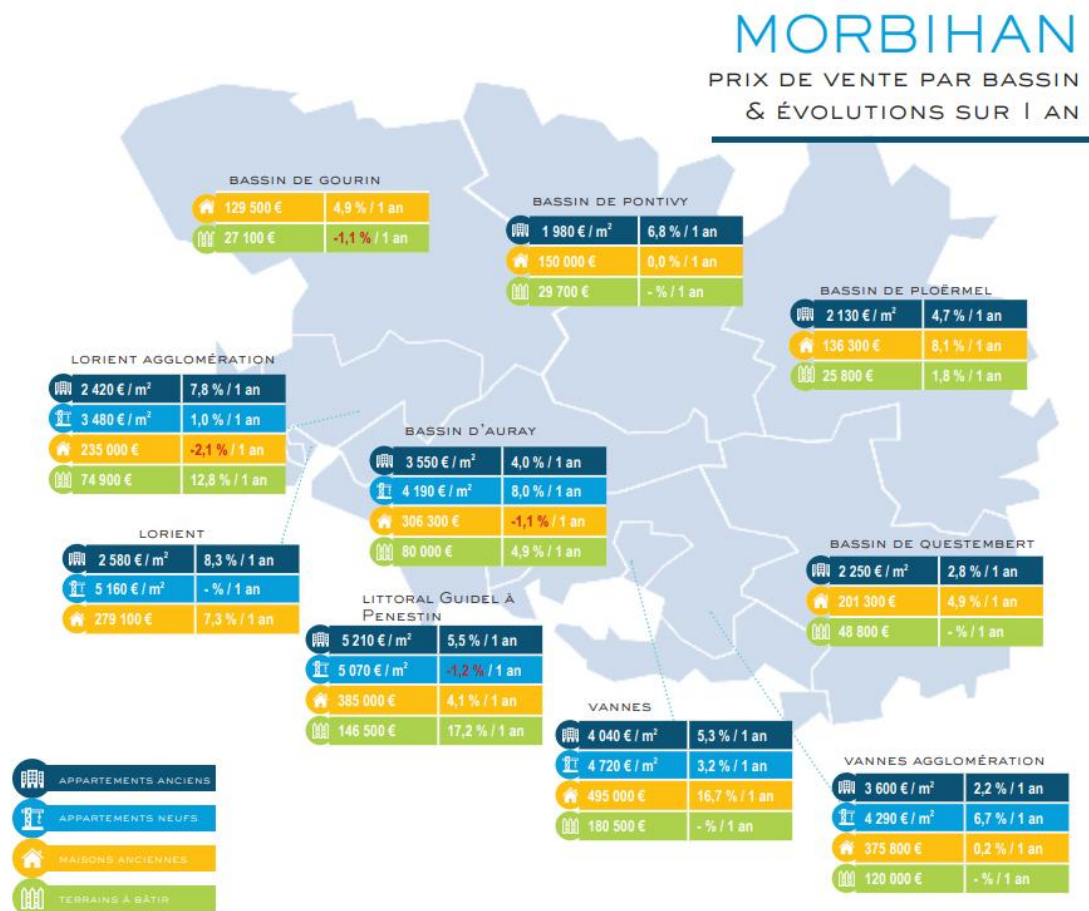 MORBIHAN
PRIX DE VENTE PAR BASSIN
& ÉVOLUTIONS SUR 1 AN
BASSIN DE GOURIN
129 500 € 4,9 % / 1 an
27 100 € -1,1 % / 1 an
BASSIN DE PONTIVY
1 980 € / m² 6,8 % / 1 an
150 000 € 0,0 % / 1 an
29 700 € - % / 1 an
BASSIN DE PLOËRMEL
2 130 € / m² 4,7 % / 1 an
136 300 € 8,1 % / 1 an
25 800 € 1,8 % / 1 an
LORIENT AGGLOMÉRATION
2 420 € / m² 7,8 % / 1 an
3 480 € / m² 1,0 % / 1 an
235 000 € -2,1 % / 1 an
74 900 € 12,8 % / 1 an
BASSIN D'AURAY
3 550 € / m² 4,0 % / 1 an
4 190 € / m² 8,0 % / 1 an
306 300 € -1,1 % / 1 an
80 000 € 4,9 % / 1 an
LORIENT
2 580 € / m² 8,3 % / 1 an
5 160 € / m² - % / 1 an
279 100 € 7,3 % / 1 an
BASSIN DE QUESTEMBERT
2 250 € / m² 2,8 % / 1 an
201 300 € 4,9 % / 1 an
48 800 € - % / 1 an
LITTORAL GUIDEL À
PENESTIN
5 210 € / m² 5,5 % / 1 an
5 070 € / m² -1,2 % / 1 an
385 000 € 4,1 % / 1 an
146 500 € 17,2 % / 1 an
VANNES
4 040 € / m² 5,3 % / 1 an
4 720 € / m² 3,2 % / 1 an
495 000 € 16,7 % / 1 an
180 500 € - % / 1 an
VANNES AGGLOMÉRATION
3 600 € / m² 2,2 % / 1 an
4 290 € / m² 6,7 % / 1 an
375 800 € 0,2 % / 1 an
120 000 € - % / 1 an
APPARTEMENTS ANCIENS
APPARTEMENTS NEUFS
MAISONS ANCIENNES
TERRAINS À BÂTIR